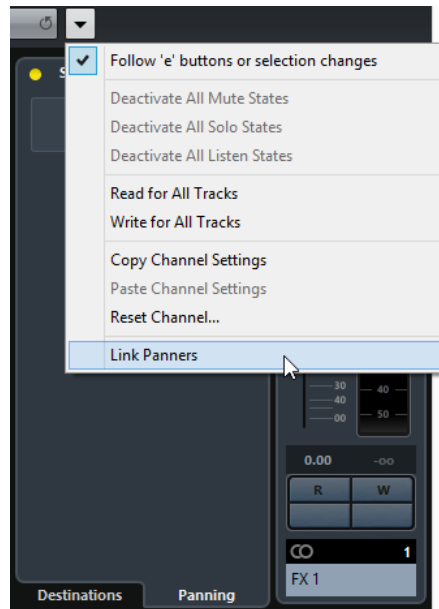 S
Follow 'e' buttons or selection changes
Deactivate All Mute States
Deactivate All Solo States
Deactivate All Listen States
Read for All Tracks
Write for All Tracks
Copy Channel Settings
Paste Channel Settings
Reset Channel...
Link Panners
30
40
40
00
50
0.00 -oo
R W
1
FX 1
Destinations Panning